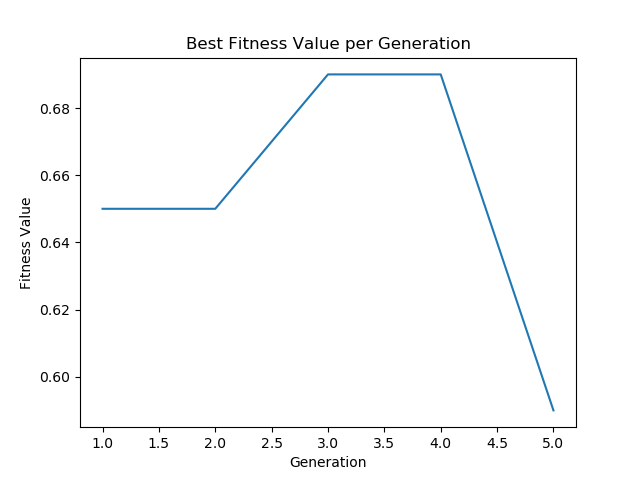 Best Fitness Value per Generation
0.68
0.66
0.64
0.62
0.60
Fitness Value
1.0 1.5 2.0 2.5 3.0 3.5 4.0 4.5 5.0
Generation